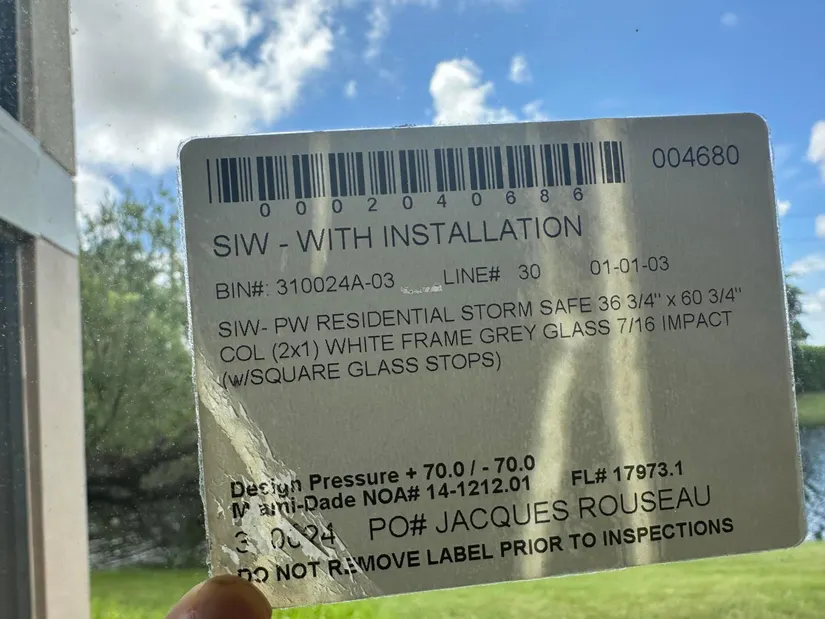 004680
0002040686
SIW - WITH INSTALLATION
BIN#: 310024A-03 LINE# 30 01-01-03
SIW- PW RESIDENTIAL STORM SAFE 36 3/4" x 60 3/4"
COL (2x1) WHITE FRAME GREY GLASS 7/16 IMPACT
(w/SQUARE GLASS STOPS)
Design Pressure + 70.0 / - 70.0
Miami-Dade NOA# 14-1212.01 FL# 17973.1
PO# JACQUES ROUSEAU
DO NOT REMOVE LABEL PRIOR TO INSPECTIONS